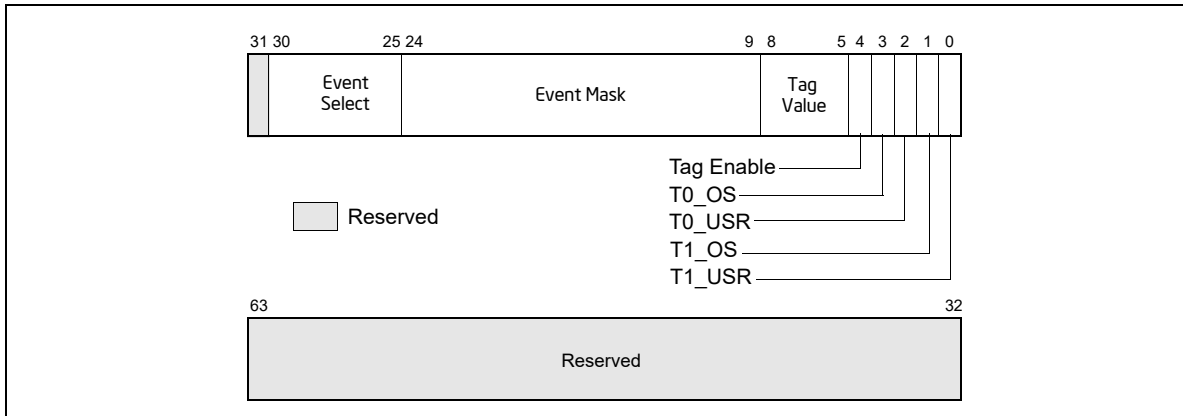 31 30 25 24 9 8 5 4 3 2 1 0
Event
Select
Event Mask
Tag
Value
Tag Enable
T0_OS
T0_USR
T1_OS
T1_USR
Reserved
63 32
Reserved